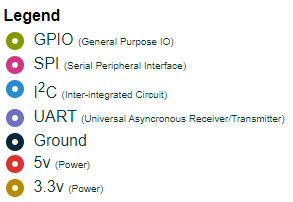 Legend
GPIO (General Purpose IO)
SPI (Serial Peripheral Interface)
I²C (Inter-integrated Circuit)
UART (Universal Asyncronous Receiver/Transmitter)
Ground
5v (Power)
3.3v (Power)